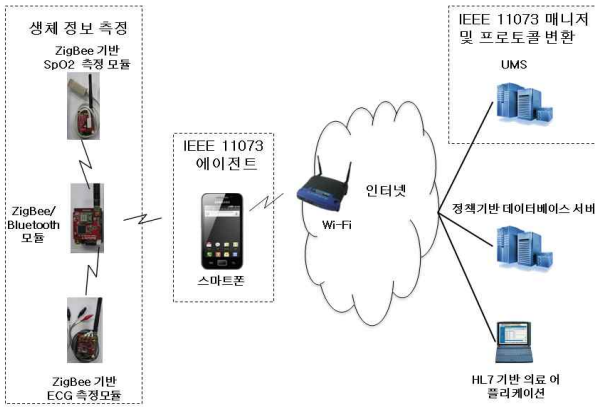 생체 정보 측정
ZigBee 기반
SpO2 측정 모듈
ZigBee/
Bluetooth
모듈
ZigBee 기반
ECG 측정모듈
IEEE 11073
에이전트
스마트폰
Wi-Fi
인터넷
IEEE 11073 매니저
및 프로토콜 변환
UMS
정책기반 데이터베이스 서버
HL7 기반 의료 어
플리케이션